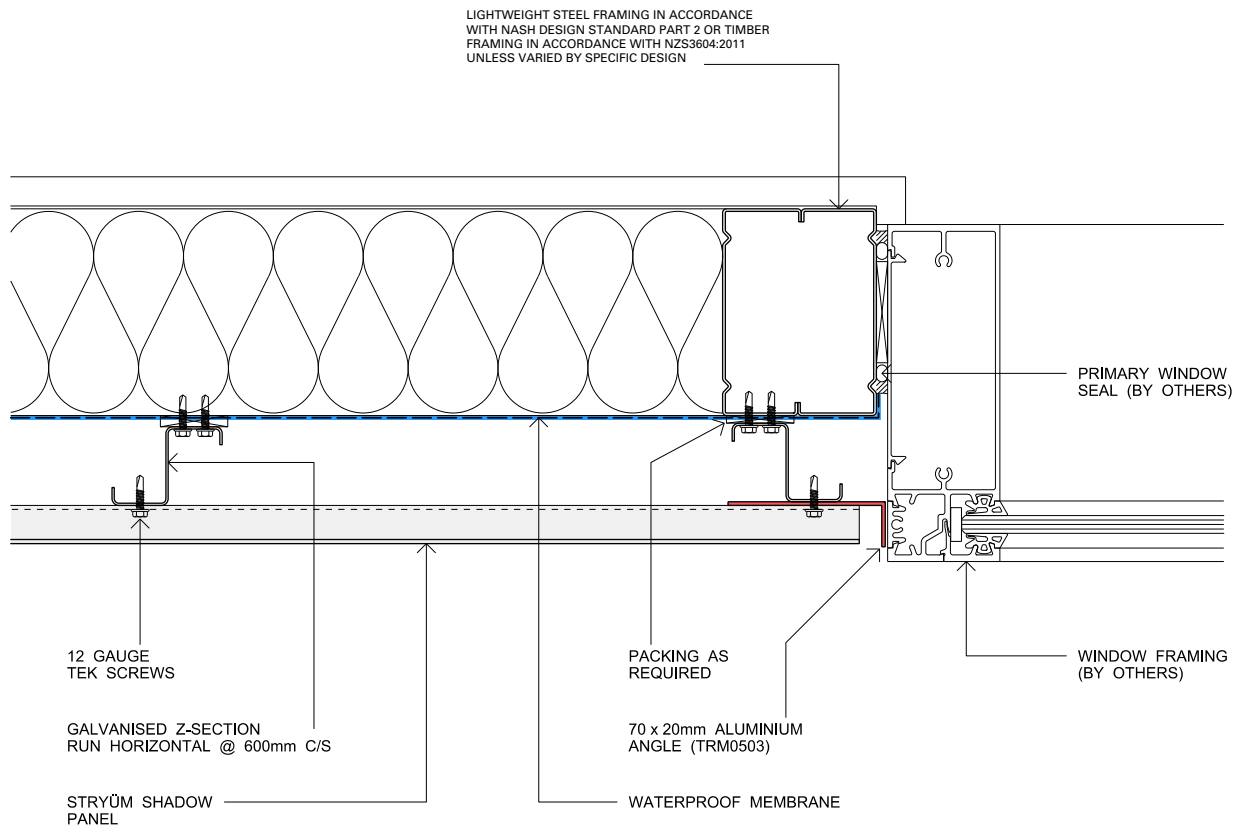 LIGHTWEIGHT STEEL FRAMING IN ACCORDANCE
WITH NASH DESIGN STANDARD PART 2 OR TIMBER
FRAMING IN ACCORDANCE WITH NZS3604:2011
UNLESS VARIED BY SPECIFIC DESIGN
PRIMARY WINDOW
SEAL (BY OTHERS)
12 GAUGE
TEK SCREWS
PACKING AS
REQUIRED
WINDOW FRAMING
(BY OTHERS)
GALVANISED Z-SECTION
RUN HORIZONTAL @ 600mm C/S
70 x 20mm ALUMINIUM
ANGLE (TRM0503)
STRYÜM SHADOW
PANEL
WATERPROOF MEMBRANE